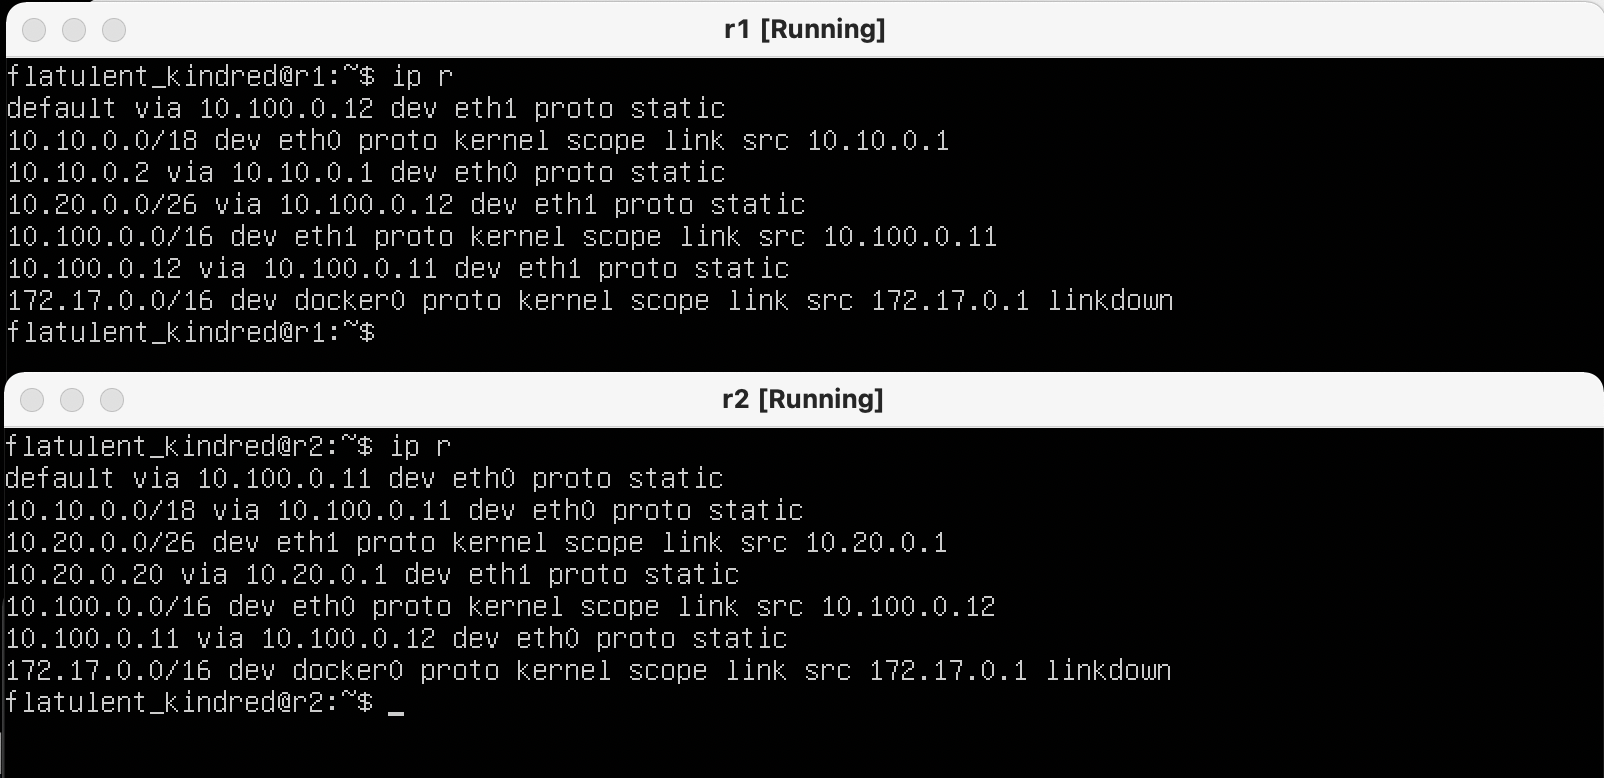 r1 [Running]
flatulent_kindred@r1:~$ ip r
default via 10.100.0.12 dev eth1 proto static
10.10.0.0/18 dev eth0 proto kernel scope link src 10.10.0.1
10.10.0.2 via 10.10.0.1 dev eth0 proto static
10.20.0.0/26 via 10.100.0.12 dev eth1 proto static
10.100.0.0/16 dev eth1 proto kernel scope link src 10.100.0.11
10.100.0.12 via 10.100.0.11 dev eth1 proto static
172.17.0.0/16 dev docker0 proto kernel scope link src 172.17.0.1 linkdown
flatulent_kindred@r1:~$
r2 [Running]
flatulent_kindred@r2:~$ ip r
default via 10.100.0.11 dev eth0 proto static
10.10.0.0/18 via 10.100.0.11 dev eth0 proto static
10.20.0.0/26 dev eth1 proto kernel scope link src 10.20.0.1
10.20.0.20 via 10.20.0.1 dev eth1 proto static
10.100.0.0/16 dev eth0 proto kernel scope link src 10.100.0.12
10.100.0.11 via 10.100.0.12 dev eth0 proto static
172.17.0.0/16 dev docker0 proto kernel scope link src 172.17.0.1 linkdown
flatulent_kindred@r2:~$ _